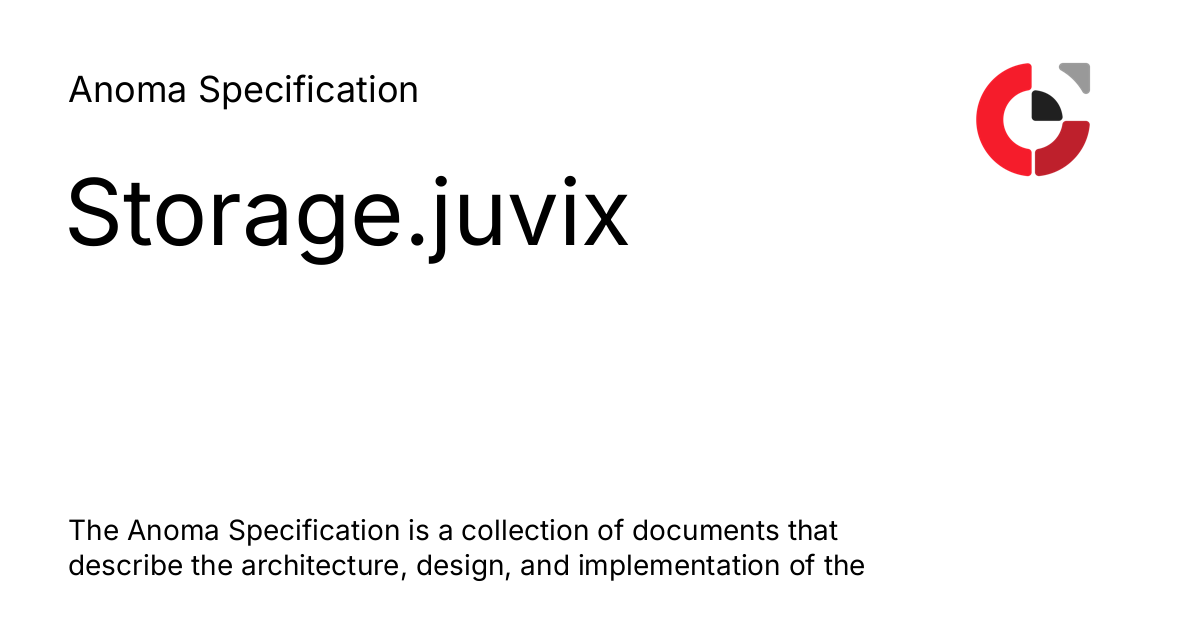 Anoma Specification
Storage.juvix
The Anoma Specification is a collection of documents that
describe the architecture, design, and implementation of the